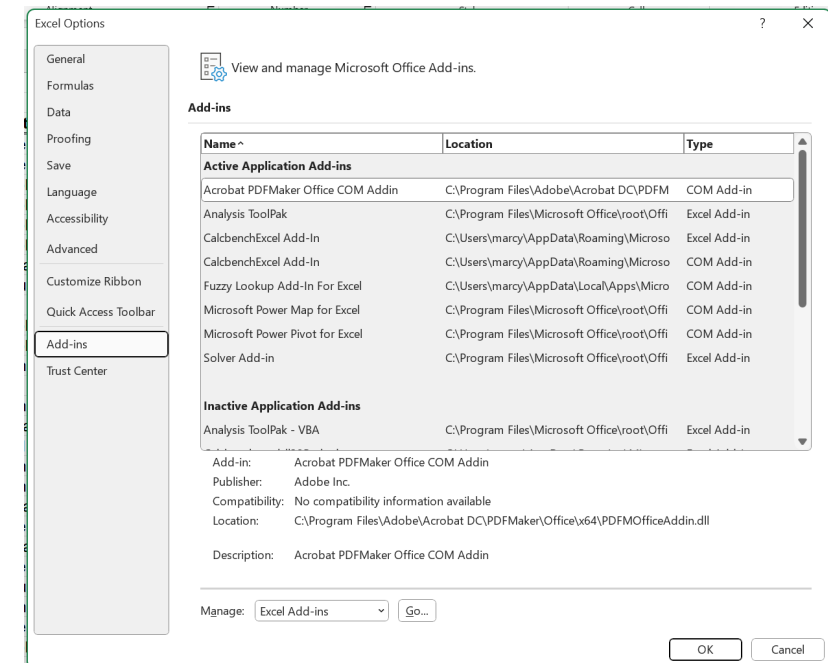 Excel Options ? ×
General
Formulas
Data
Proofing
Save
Language
Accessibility
Advanced
Customize Ribbon
Quick Access Toolbar
Add-ins
Trust Center
View and manage Microsoft Office Add-ins.
Add-ins
Name Location Type
Active Application Add-ins
Acrobat PDFMaker Office COM Addin C:\Program Files\Adobe\Acrobat DC\PDFM COM Add-in
Analysis ToolPak C:\Program Files\Microsoft Office\root\Offi Excel Add-in
CalcbenchExcel Add-In C:\Users\marcy\AppData\Roaming\Microso Excel Add-in
CalcbenchExcel Add-In C:\Users\marcy\AppData\Roaming\Microso COM Add-in
Fuzzy Lookup Add-In For Excel C:\Users\marcy\AppData\Local\Apps\Micro COM Add-in
Microsoft Power Map for Excel C:\Program Files\Microsoft Office\root\Offi COM Add-in
Microsoft Power Pivot for Excel C:\Program Files\Microsoft Office\root\Offi COM Add-in
Solver Add-in C:\Program Files\Microsoft Office\root\Offi Excel Add-in
Inactive Application Add-ins
Analysis ToolPak - VBA C:\Program Files\Microsoft Office\root\Offi Excel Add-in
Add-in: Acrobat PDFMaker Office COM Addin
Publisher: Adobe Inc.
Compatibility: No compatibility information available
Location: C:\Program Files\Adobe\Acrobat DC\PDFMaker\Office\x64\PDFMOfficeAddin.dll
Description: Acrobat PDFMaker Office COM Addin
Manage: Excel Add-ins Go...
OK Cancel